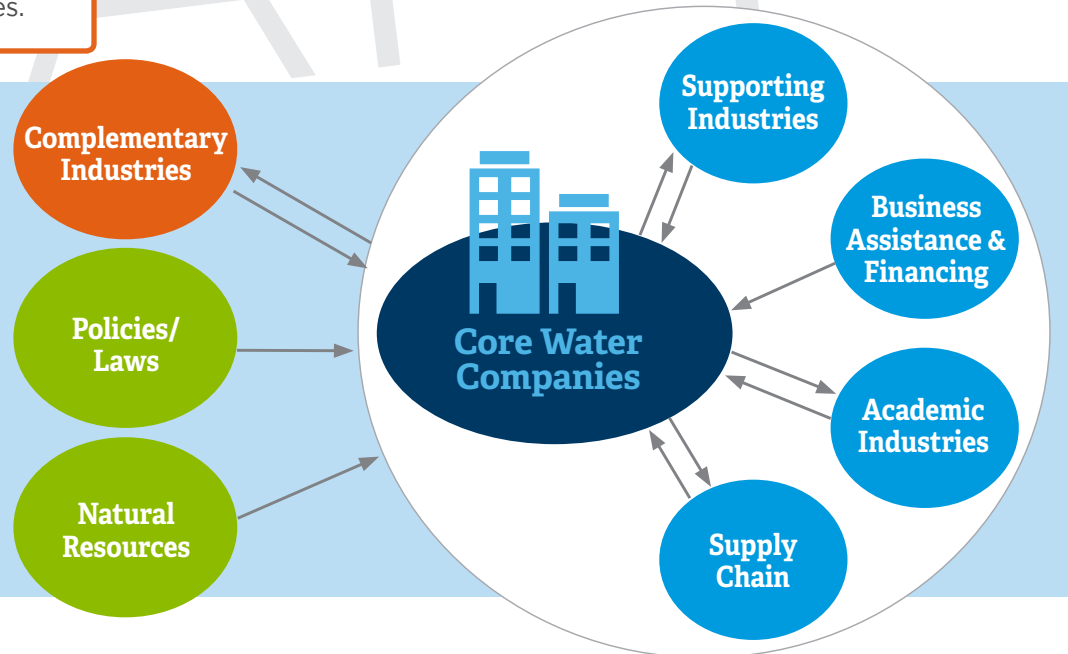 es.
Complementary
Industries
Policies/
Laws
Natural
Resources
Core Water
Companies
Supporting
Industries
Business
Assistance &
Financing
Academic
Industries
Supply
Chain